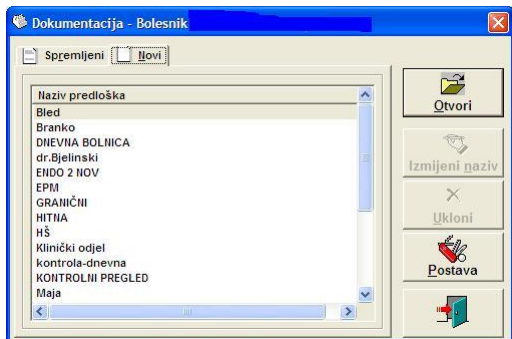 Dokumentacija - Bolesnik
Spremljeni Novi
Naziv predloška
Bled
Branko
DNEVNA BOLNICA
dr.Bjelinski
ENDO 2 NOV
EPM
GRANIČNI
HITNA
HŠ
Klinički odjel
kontrola-dnevna
KONTROLNI PREGLED
Maja
Otvori
Izmijeni naziv
Ukloni
Postava